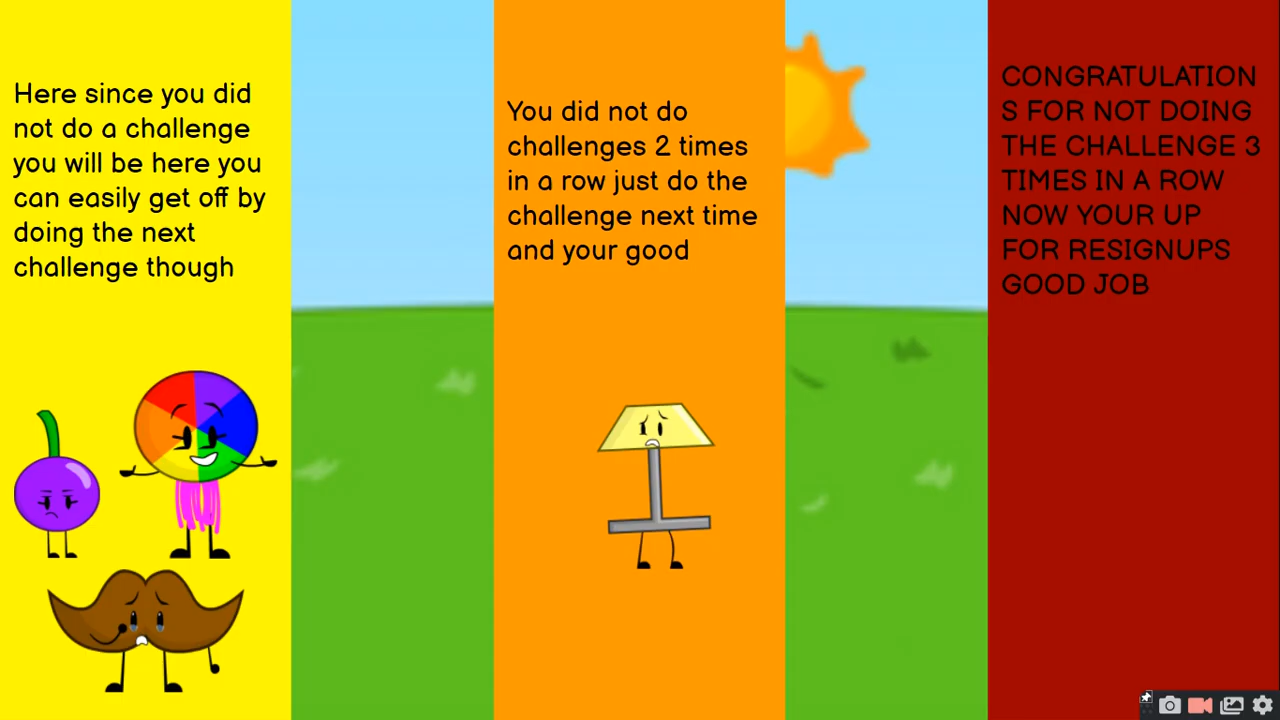 Here since you did
not do a challenge
you will be here you
can easily get off by
doing the next
challenge though
You did not do
challenges 2 times
in a row just do the
challenge next time
and your good
CONGRATULATION
S FOR NOT DOING
THE CHALLENGE 3
TIMES IN A ROW
NOW YOUR UP
FOR RESIGNUPS
GOOD JOB